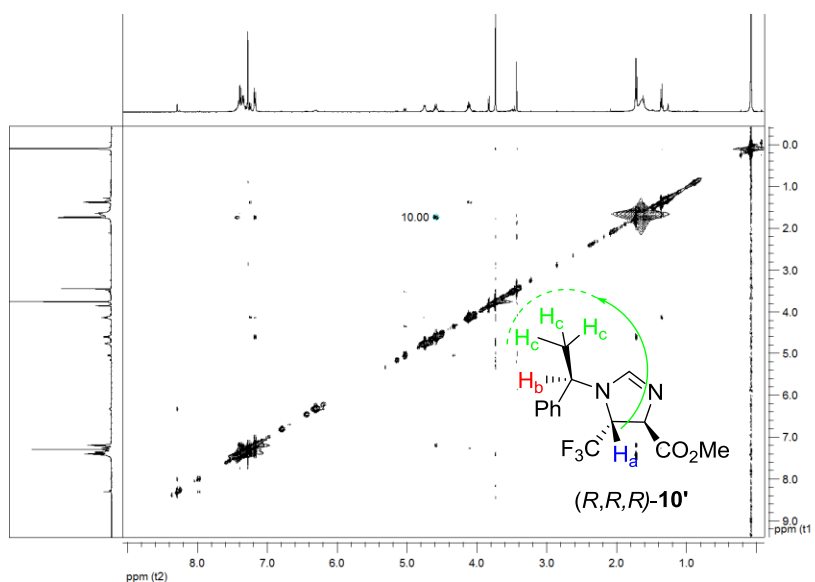 0.0
1.0
2.0
3.0
10.00
4.0
Hc
Hc
Hc
5.0
Hb
N
N
6.0
Ph
7.0
F3C
Ha
CO2Me
8.0
(R,R,R)-10'
9.0
ppm (t1
8.0 7.0 6.0 5.0 4.0 3.0 2.0 1.0
ppm (t2)